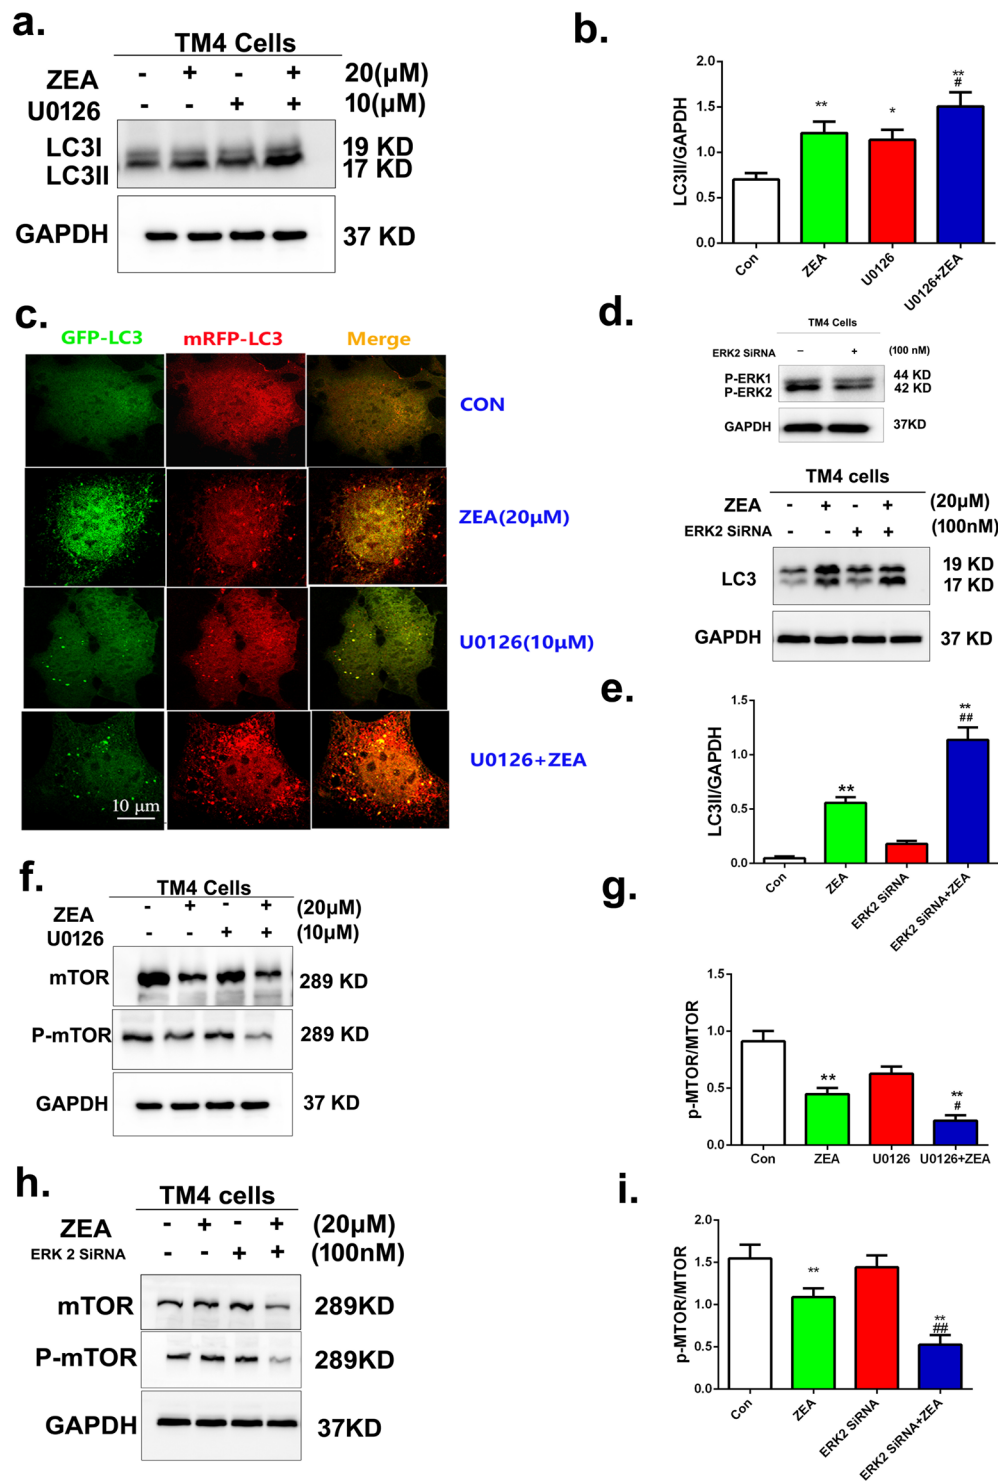 a.
TM4 Cells
ZEA - + - + 20(μM)
U0126 - - + + 10(μM)
LC3I 19 KD
LC3II 17 KD
GAPDH 37 KD
b.
LC3II/GAPDH
2.0
1.5
1.0
0.5
0.0
**
*
**
#
Con ZEA U0126 U0126+ZEA
c.
GFP-LC3 mRFP-LC3 Merge
CON
ZEA(20μM)
U0126(10μM)
U0126+ZEA
10 μm
d.
TM4 Cells
ERK2 SiRNA – + (100 nM)
P-ERK1 44 KD
P-ERK2 42 KD
GAPDH 37KD
TM4 cells
ZEA - + - + (20μM)
ERK2 SiRNA - - + + (100nM)
LC3 19 KD
17 KD
GAPDH 37 KD
e.
LC3II/GAPDH
1.5
1.0
0.5
0.0
**
**
##
Con ZEA ERK2 SiRNA ERK2 SiRNA+ZEA
f.
TM4 Cells
ZEA - + - + (20μM)
U0126 - - + + (10μM)
mTOR 289 KD
P-mTOR 289 KD
GAPDH 37 KD
g.
p-MTOR/MTOR
1.5
1.0
0.5
0.0
**
**
#
Con ZEA U0126 U0126+ZEA
h.
TM4 cells
ZEA - + - + (20μM)
ERK 2 SiRNA - - + + (100nM)
mTOR 289KD
P-mTOR 289KD
GAPDH 37KD
i.
p-MTOR/MTOR
2.0
1.5
1.0
0.5
0.0
**
**
##
Con ZEA ERK2 SiRNA ERK2 SiRNA+ZEA